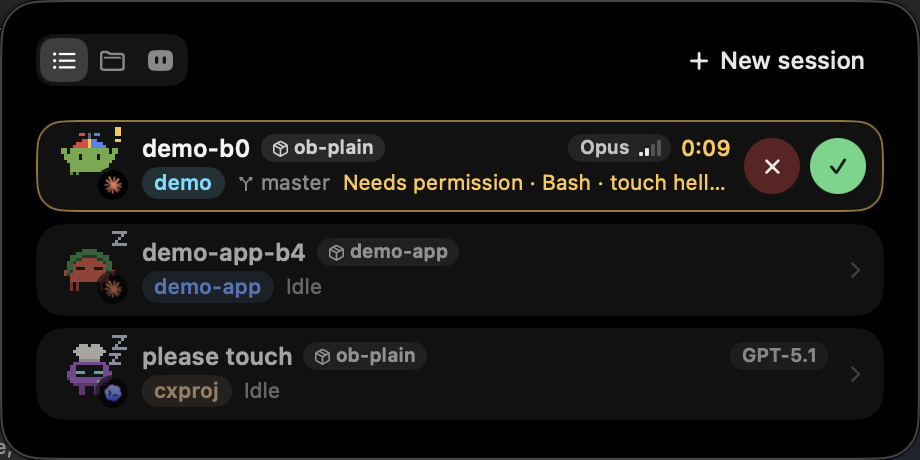 + New session
demo-b0 ob-plain Opus 0:09
demo master Needs permission · Bash · touch hell...
demo-app-b4 demo-app
demo-app Idle
please touch ob-plain GPT-5.1
cxproj Idle
e,